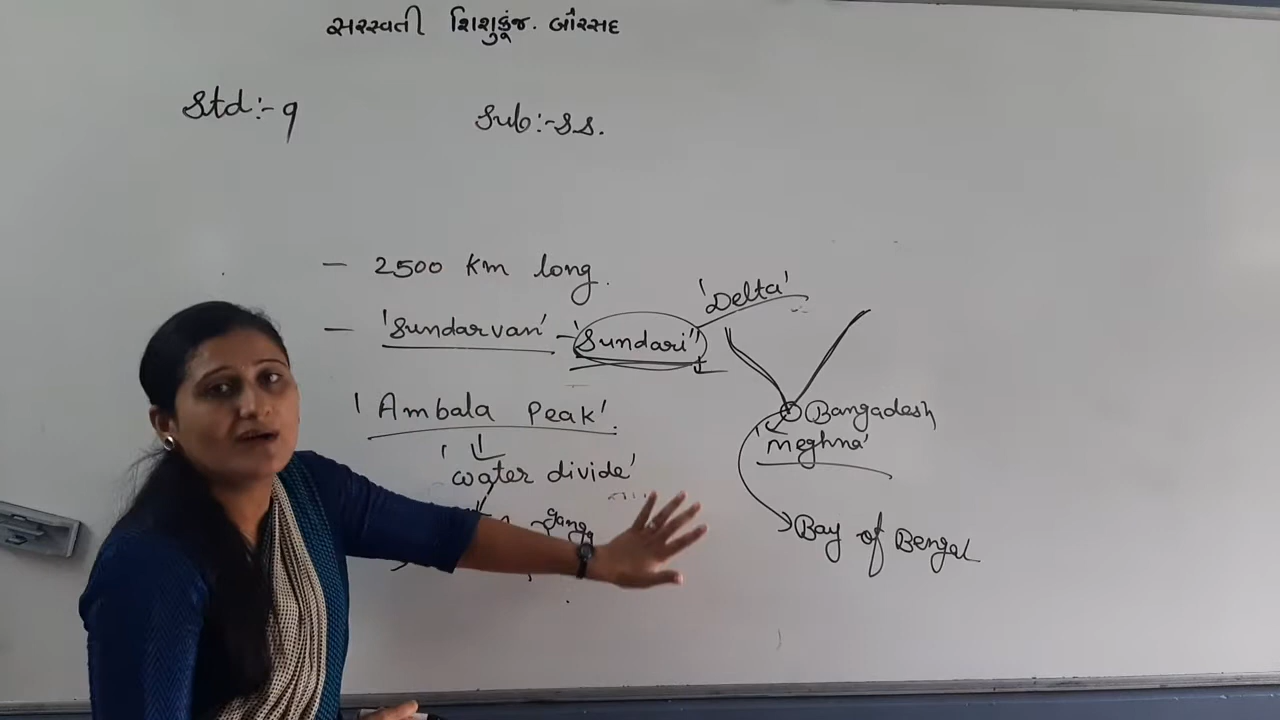 સરસ્વતી શિશુકુંજ. બોરસદ
Std:- 9
Sub:- S.S.
- 2500 Km long.
'Delta'
- 'Sundarvan' - 'Sundari'
'Ambala Peak'.
Bangadesh
'Meghna'
'water divide'
ganga
Bay of Bengal